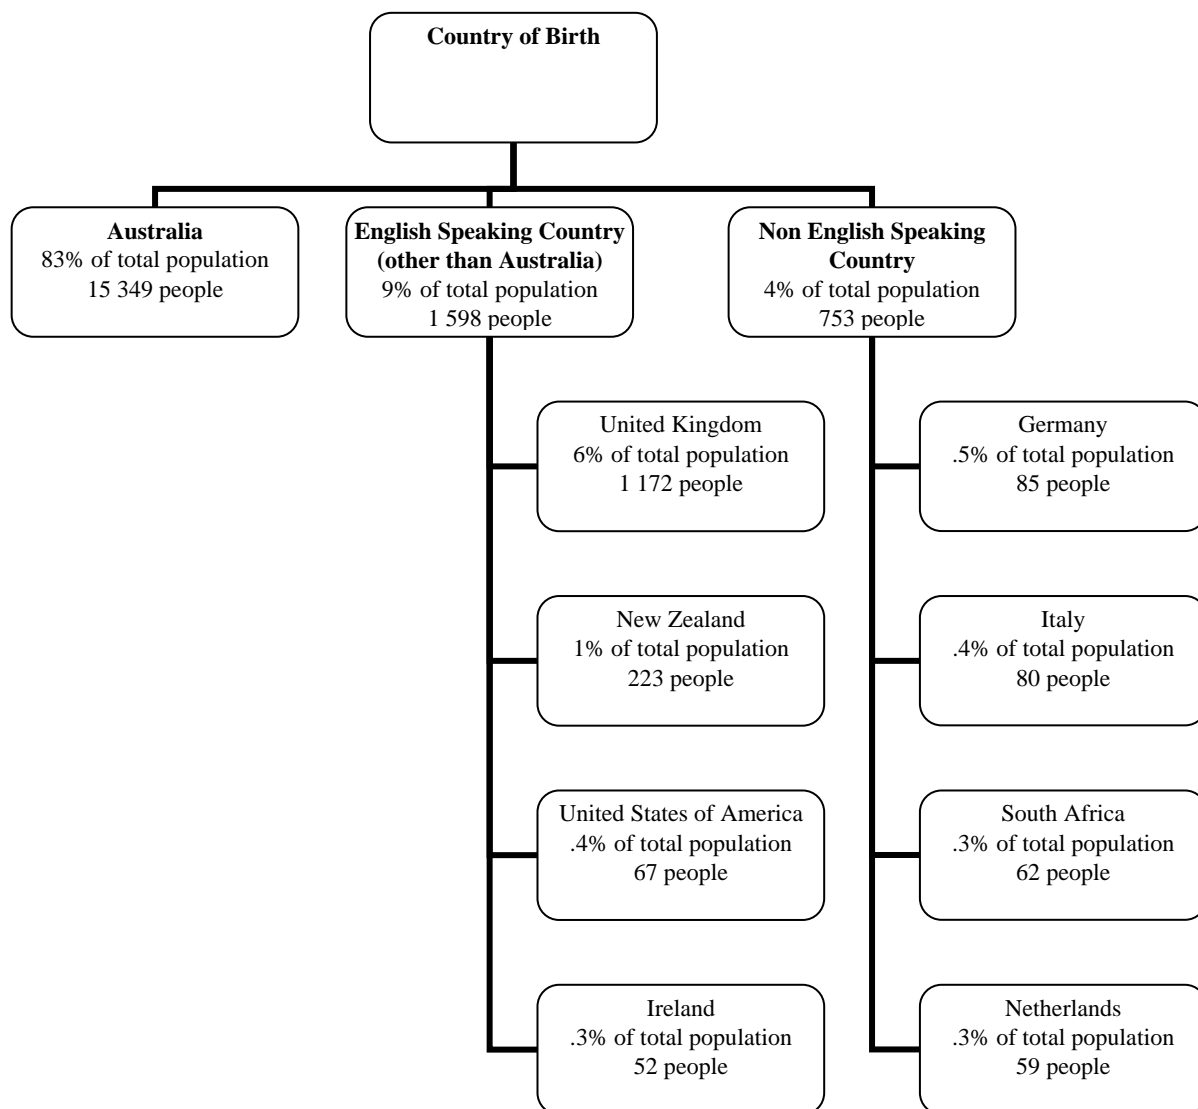 Country of Birth
Australia
83% of total population
15 349 people
English Speaking Country
(other than Australia)
9% of total population
1 598 people
Non English Speaking
Country
4% of total population
753 people
United Kingdom
6% of total population
1 172 people
Germany
.5% of total population
85 people
New Zealand
1% of total population
223 people
Italy
.4% of total population
80 people
United States of America
.4% of total population
67 people
South Africa
.3% of total population
62 people
Ireland
.3% of total population
52 people
Netherlands
.3% of total population
59 people